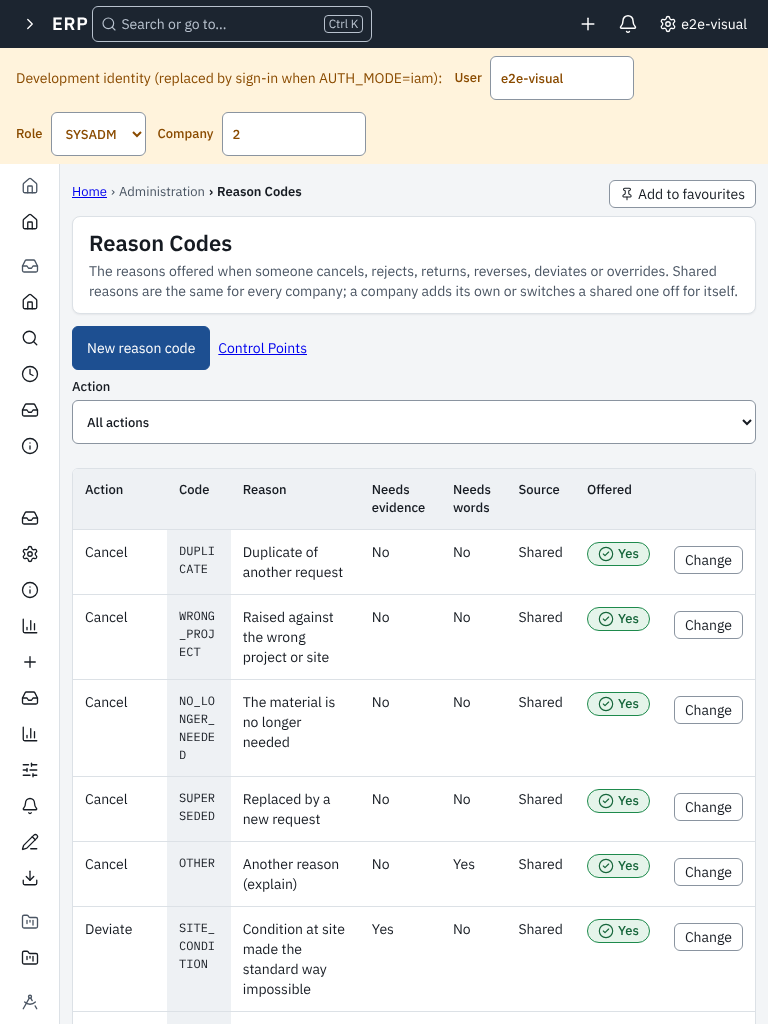 ERP
Search or go to...
Ctrl K
e2e-visual
Development identity (replaced by sign-in when AUTH_MODE=iam): User e2e-visual
Role SYSADM Company 2
Home › Administration › Reason Codes
Add to favourites
Reason Codes
The reasons offered when someone cancels, rejects, returns, reverses, deviates or overrides. Shared
reasons are the same for every company; a company adds its own or switches a shared one off for itself.
New reason code Control Points
Action
All actions
Action Code Reason Needs evidence Needs words Source Offered
Cancel DUPLI
CATE Duplicate of
another request No No Shared Yes Change
Cancel WRONG
_PROJ
ECT Raised against
the wrong
project or site No No Shared Yes Change
Cancel NO_LO
NGER_
NEEDE
D The material is
no longer
needed No No Shared Yes Change
Cancel SUPER
SEDED Replaced by a
new request No No Shared Yes Change
Cancel OTHER Another reason
(explain) No Yes Shared Yes Change
Deviate SITE_
CONDI
TION Condition at site
made the
standard way
impossible Yes No Shared Yes Change